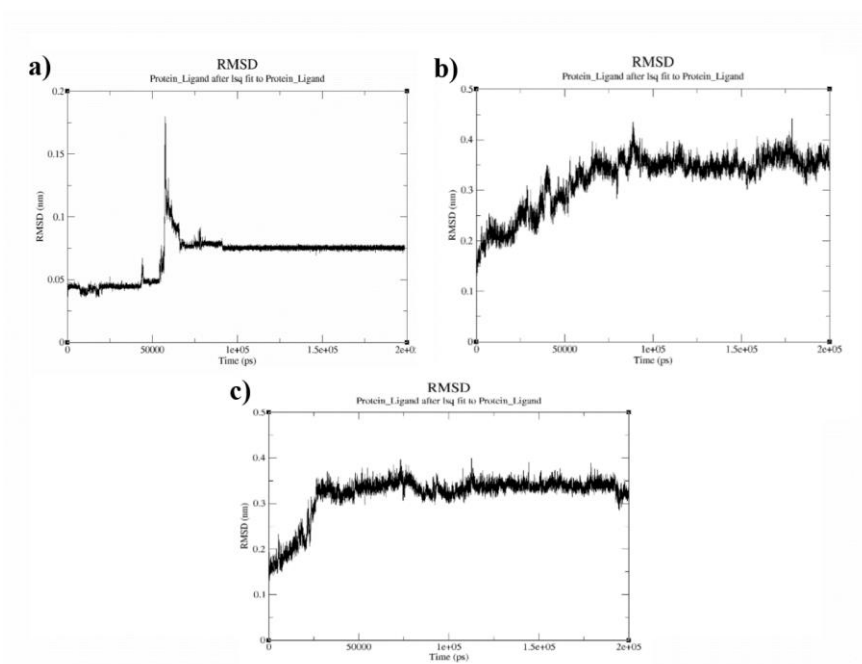 a)
RMSD
Protein_Ligand after lsq fit to Protein_Ligand
0.2
0.15
0.1
0.05
0
RMSD (nm)
0 50000 1e+05 1.5e+05 2e+0
Time (ps)
b)
RMSD
Protein_Ligand after lsq fit to Protein_Ligand
0.5
0.4
0.3
0.2
0.1
0
RMSD (nm)
0 50000 1e+05 1.5e+05 2e+05
Time (ps)
c)
RMSD
Protein_Ligand after lsq fit to Protein_Ligand
0.5
0.4
0.3
0.2
0.1
0
RMSD (nm)
0 50000 1e+05 1.5e+05 2e+05
Time (ps)